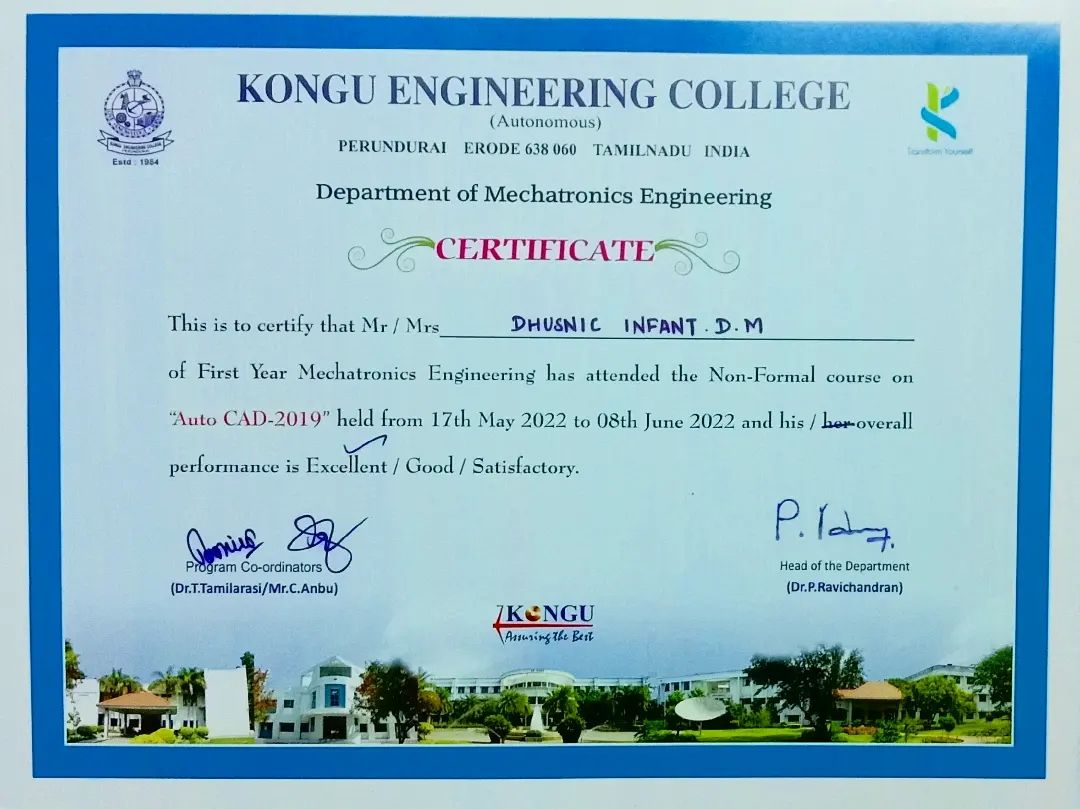 KONGU ENGINEERING COLLEGE
(Autonomous)
PERUNDURAI ERODE 638 060 TAMILNADU INDIA
Estd : 1984
Transform Yourself
Department of Mechatronics Engineering
CERTIFICATE
This is to certify that Mr / Mrs DHUSNIC INFANT . D . M
of First Year Mechatronics Engineering has attended the Non-Formal course on
“Auto CAD-2019” held from 17th May 2022 to 08th June 2022 and his / her overall
performance is Excellent / Good / Satisfactory.
Program Co-ordinators
(Dr.T.Tamilarasi/Mr.C.Anbu)
Head of the Department
(Dr.P.Ravichandran)
KONGU
Assuring the Best